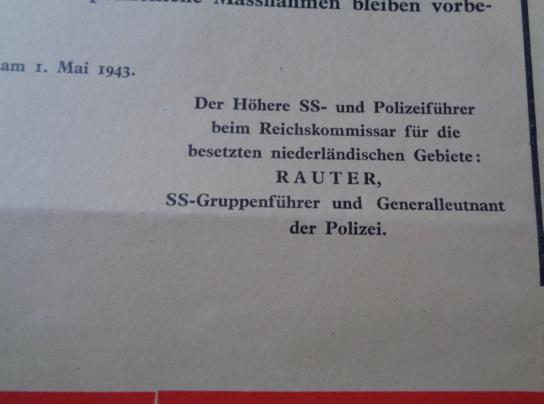 Massnahmen bleiben vorbe-
am 1. Mai 1943.
Der Höhere SS- und Polizeiführer
beim Reichskommissar für die
besetzten niederländischen Gebiete:
RAUTER,
SS-Gruppenführer und Generalleutnant
der Polizei.